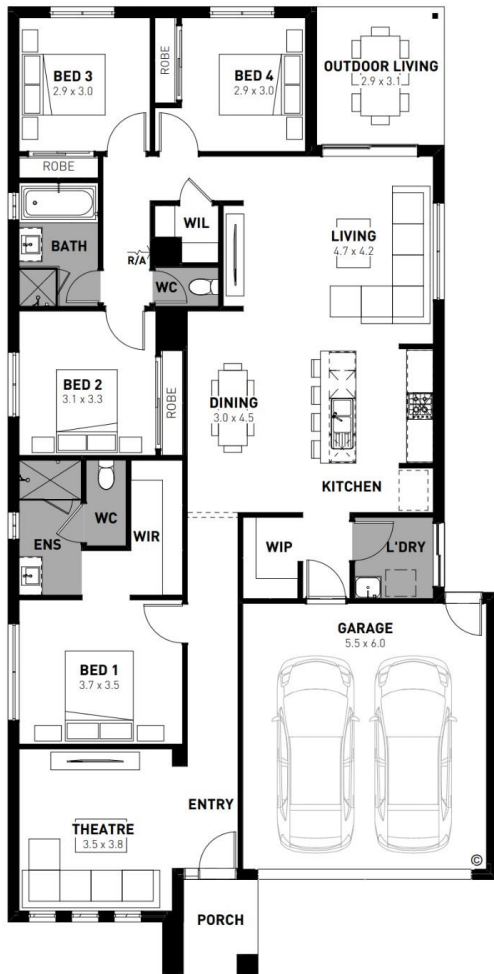 BED 3
2.9 x 3.0
ROBE
BED 4
2.9 x 3.0
OUTDOOR LIVING
2.9 x 3.1
ROBE
BATH
WIL
R/A
WC
LIVING
4.7 x 4.2
BED 2
3.1 x 3.3
ROBE
DINING
3.0 x 4.5
KITCHEN
WC
ENS
WIR
WIP
L'DRY
BED 1
3.7 x 3.5
GARAGE
5.5 x 6.0
THEATRE
3.5 x 3.8
ENTRY
©
PORCH